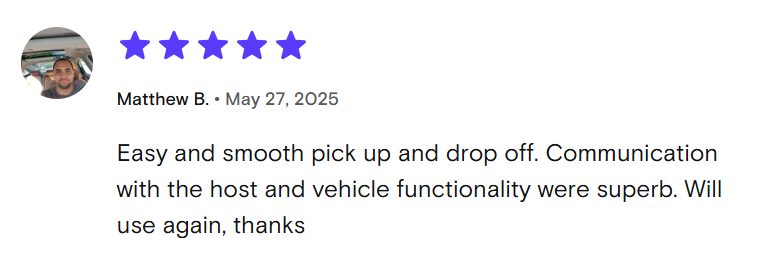 Matthew B. • May 27, 2025
Easy and smooth pick up and drop off. Communication
with the host and vehicle functionality were superb. Will
use again, thanks